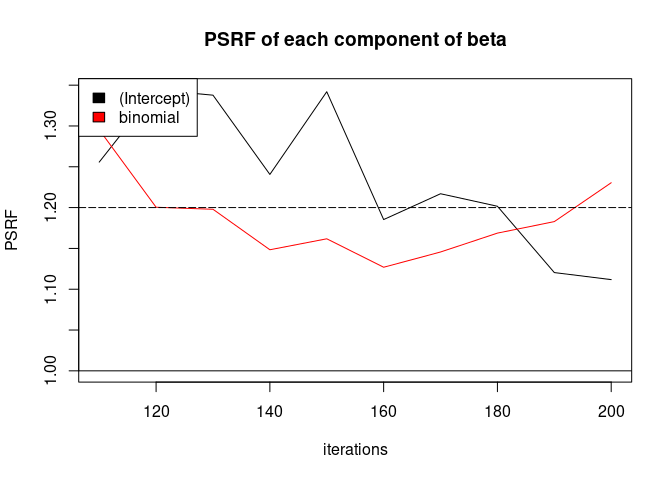 PSRF of each component of beta
(Intercept)
binomial
PSRF
1.30
1.20
1.10
1.00
120 140 160 180 200
iterations